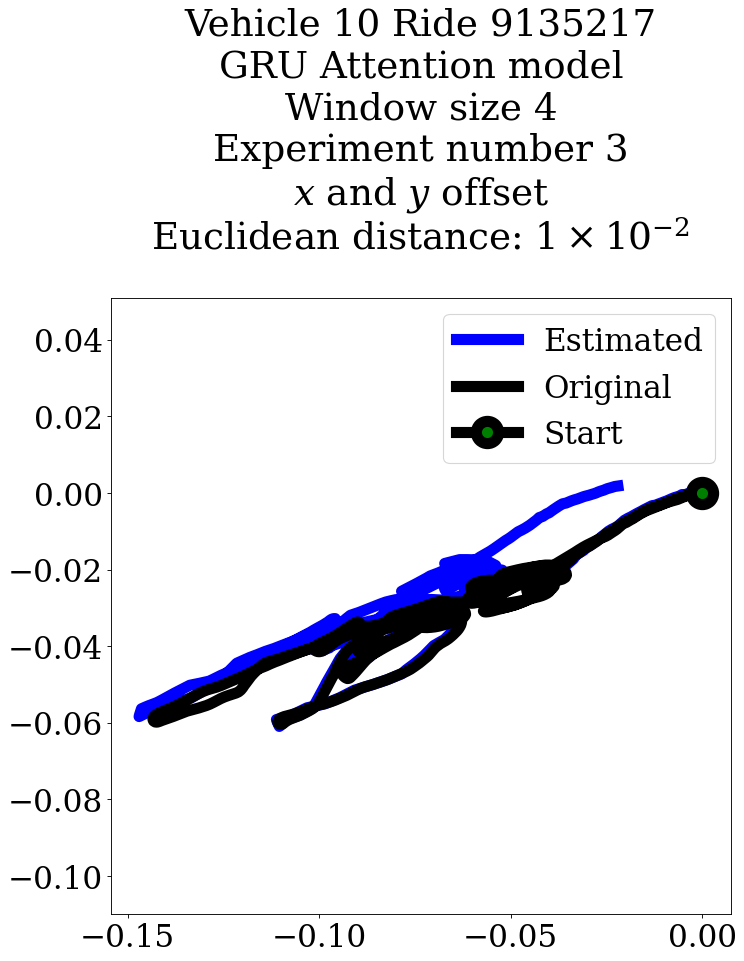 Vehicle 10 Ride 9135217
GRU Attention model
Window size 4
Experiment number 3
x and y offset
Euclidean distance: 1 × 10⁻²
Estimated
Original
Start
0.04
0.02
0.00
−0.02
−0.04
−0.06
−0.08
−0.10
−0.15
−0.10
−0.05
0.00